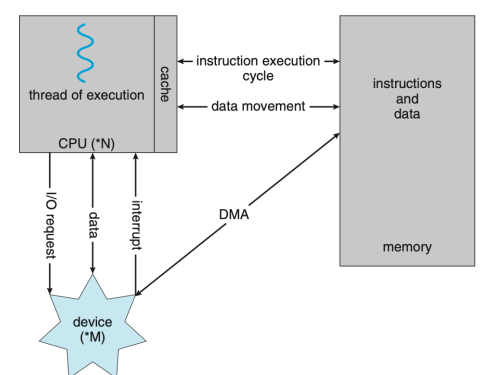 thread of execution
cache
CPU (*N)
instruction execution
cycle
data movement
instructions
and
data
memory
I/O request
data
interrupt
DMA
device
(*M)